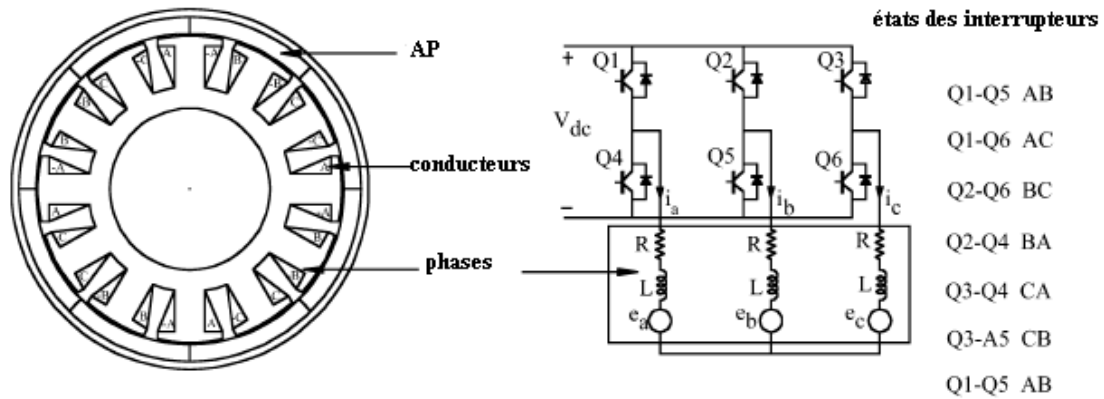 états des interrupteurs
AP
conducteurs
phases
+
V dc
−
Q1
Q2
Q3
Q4
Q5
Q6
i a
i b
i c
R
R
R
L
L
L
e a
e b
e c
Q1-Q5 AB
Q1-Q6 AC
Q2-Q6 BC
Q2-Q4 BA
Q3-Q4 CA
Q3-A5 CB
Q1-Q5 AB